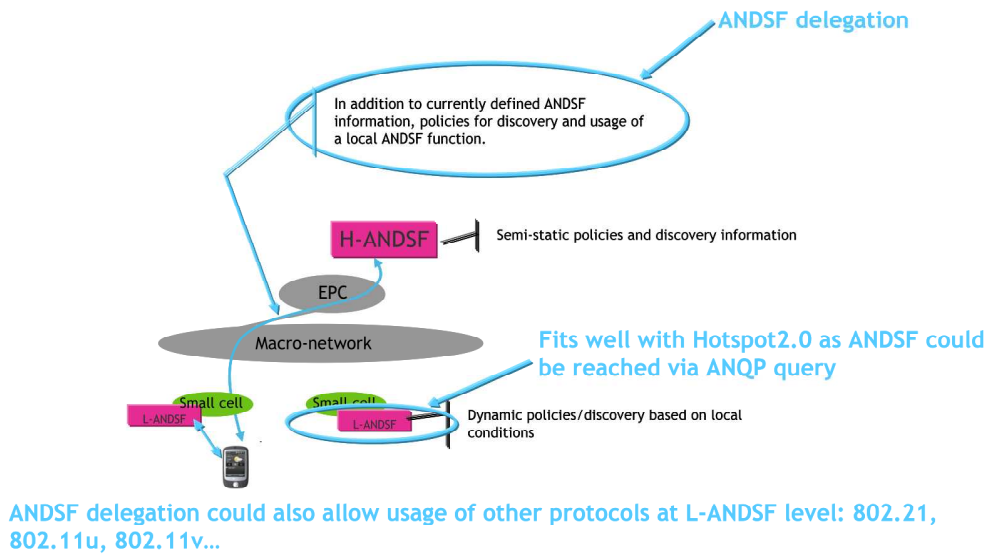 ANDSF delegation
In addition to currently defined ANDSF
information, policies for discovery and usage of
a local ANDSF function.
H-ANDSF
Semi-static policies and discovery information
EPC
Macro-network
Fits well with Hotspot2.0 as ANDSF could
be reached via ANQP query
Small cell
L-ANDSF
Small cell
L-ANDSF
Dynamic policies/discovery based on local
conditions
ANDSF delegation could also allow usage of other protocols at L-ANDSF level: 802.21,
802.11u, 802.11v...